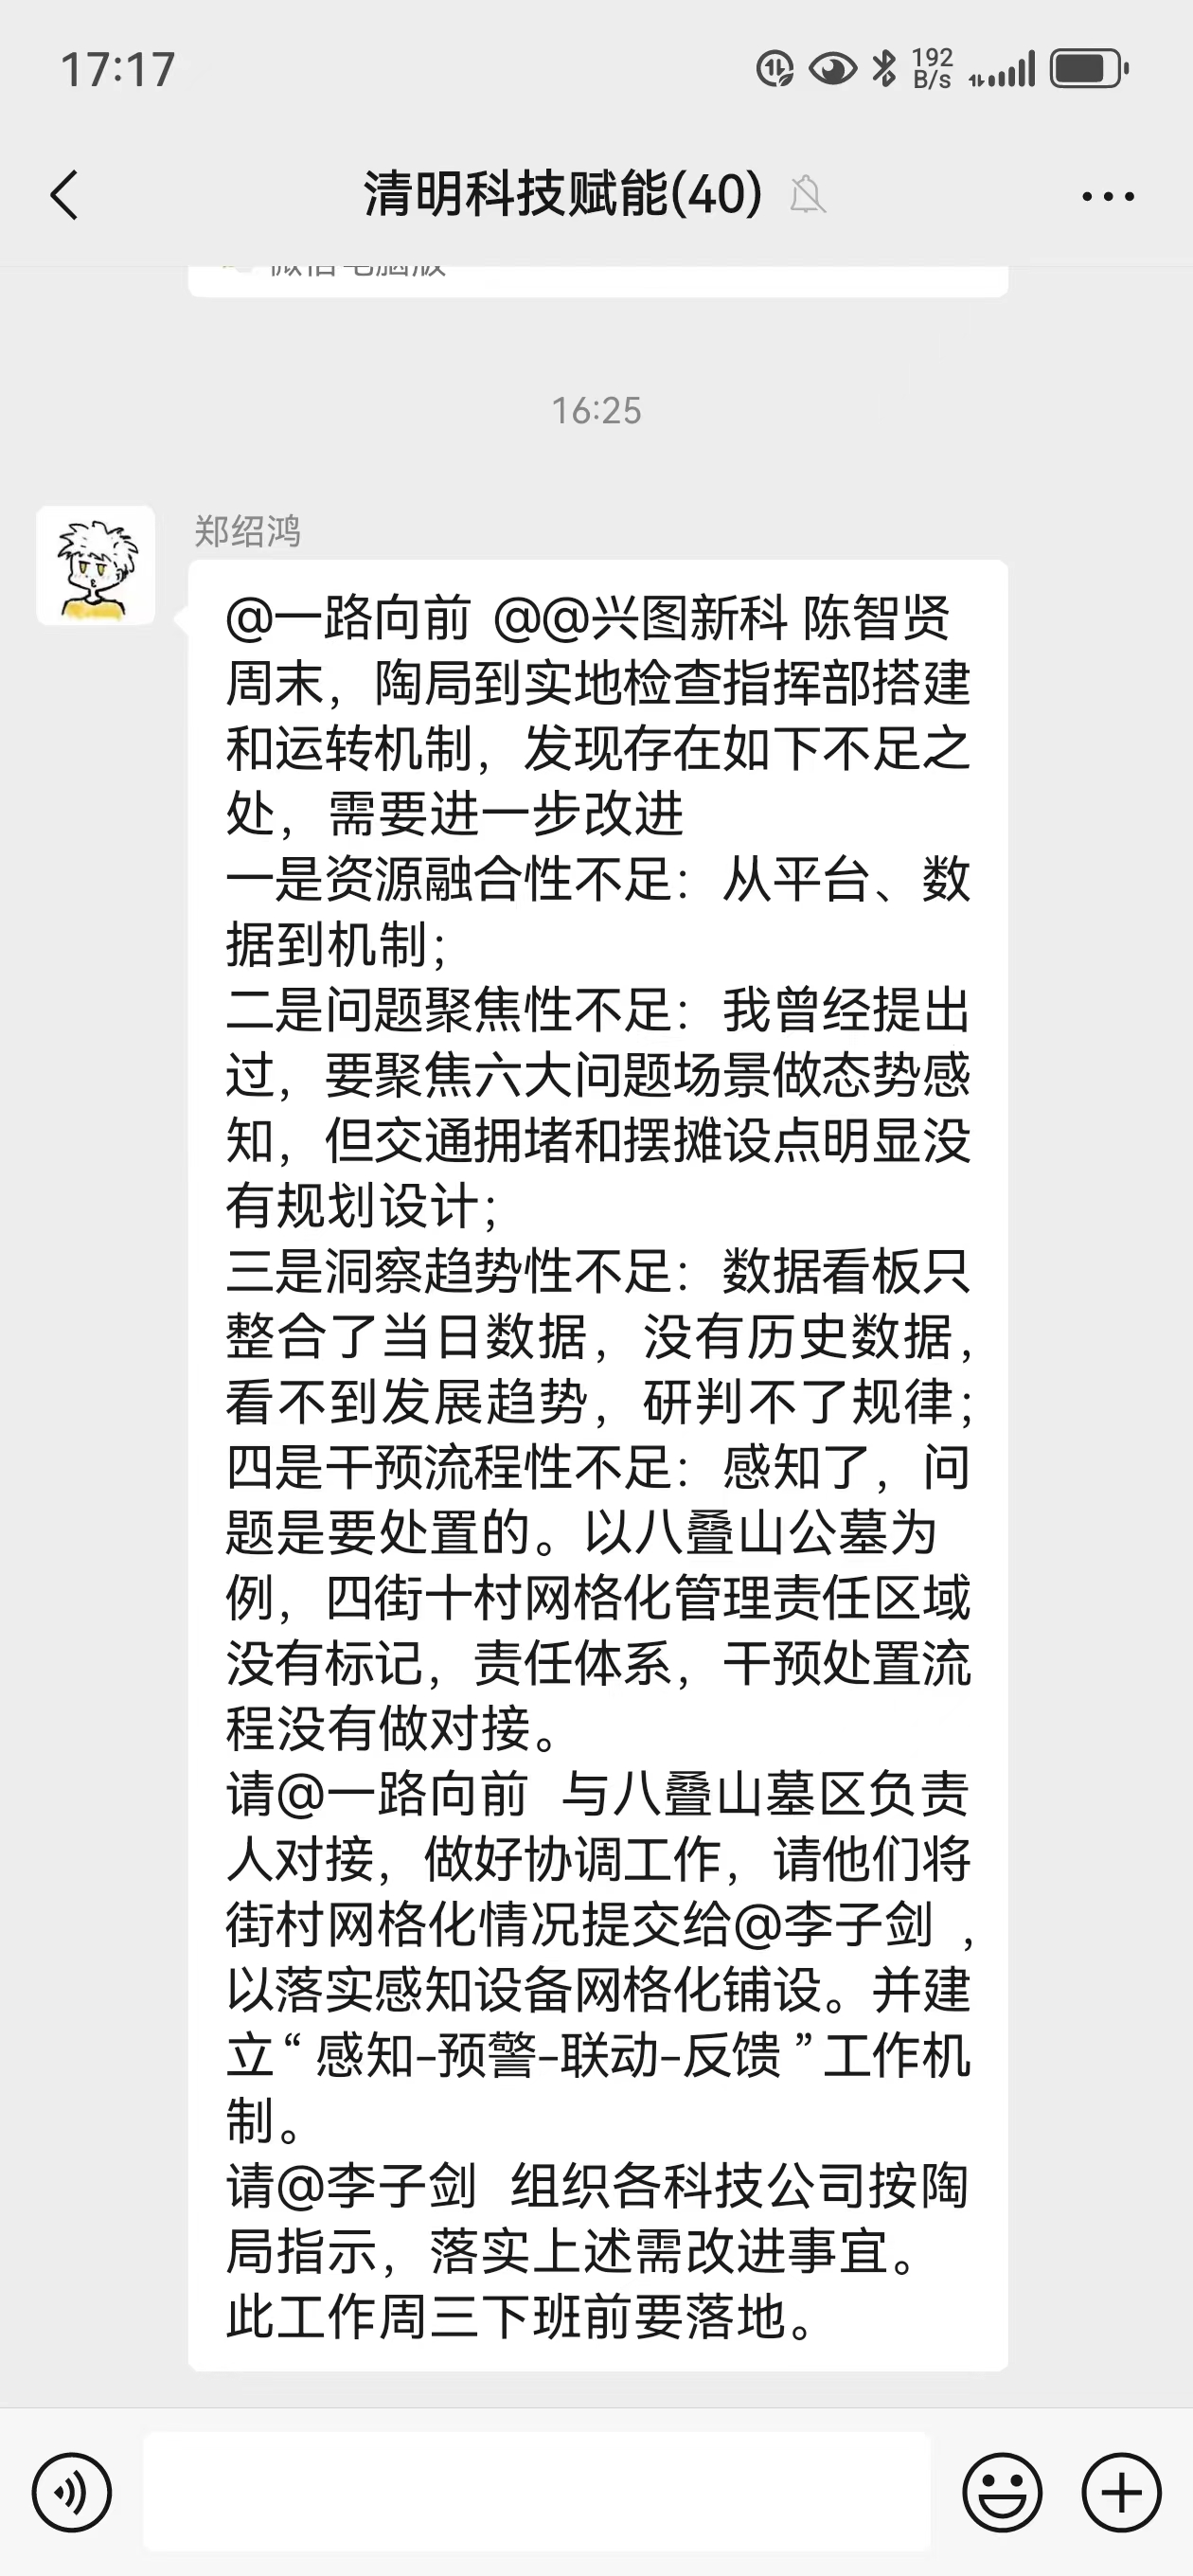 17:17
192
B/s
清明科技赋能(40)
微信电脑版
16:25
郑绍鸿
@一路向前 @@兴图新科 陈智贤
周末，陶局到实地检查指挥部搭建
和运转机制，发现存在如下不足之
处，需要进一步改进
一是资源融合性不足：从平台、数
据到机制；
二是问题聚焦性不足：我曾经提出
过，要聚焦六大问题场景做态势感
知，但交通拥堵和摆摊设点明显没
有规划设计；
三是洞察趋势性不足：数据看板只
整合了当日数据，没有历史数据，
看不到发展趋势，研判不了规律；
四是干预流程性不足：感知了，问
题是要处置的。以八叠山公墓为
例，四街十村网格化管理责任区域
没有标记，责任体系，干预处置流
程没有做对接。
请@一路向前 与八叠山墓区负责
人对接，做好协调工作，请他们将
街村网格化情况提交给@李子剑 ，
以落实感知设备网格化铺设。并建
立“感知-预警-联动-反馈”工作机
制。
请@李子剑 组织各科技公司按陶
局指示，落实上述需改进事宜。
此工作周三下班前要落地。